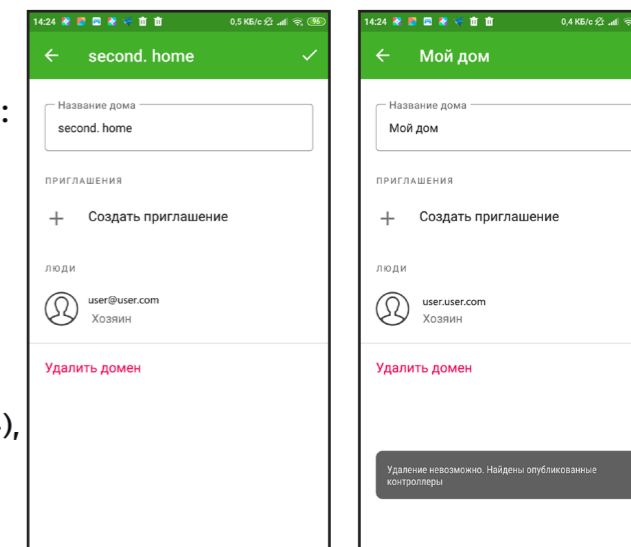 14:24
0,5 КБ/с
96
second. home
Название дома
second. home
ПРИГЛАШЕНИЯ
Создать приглашение
ЛЮДИ
user@user.com
Хозяин
Удалить домен
:
),
14:24
0,4 КБ/с
Мой дом
Название дома
Мой дом
ПРИГЛАШЕНИЯ
Создать приглашение
ЛЮДИ
user.user.com
Хозяин
Удалить домен
Удаление невозможно. Найдены опубликованные
контроллеры